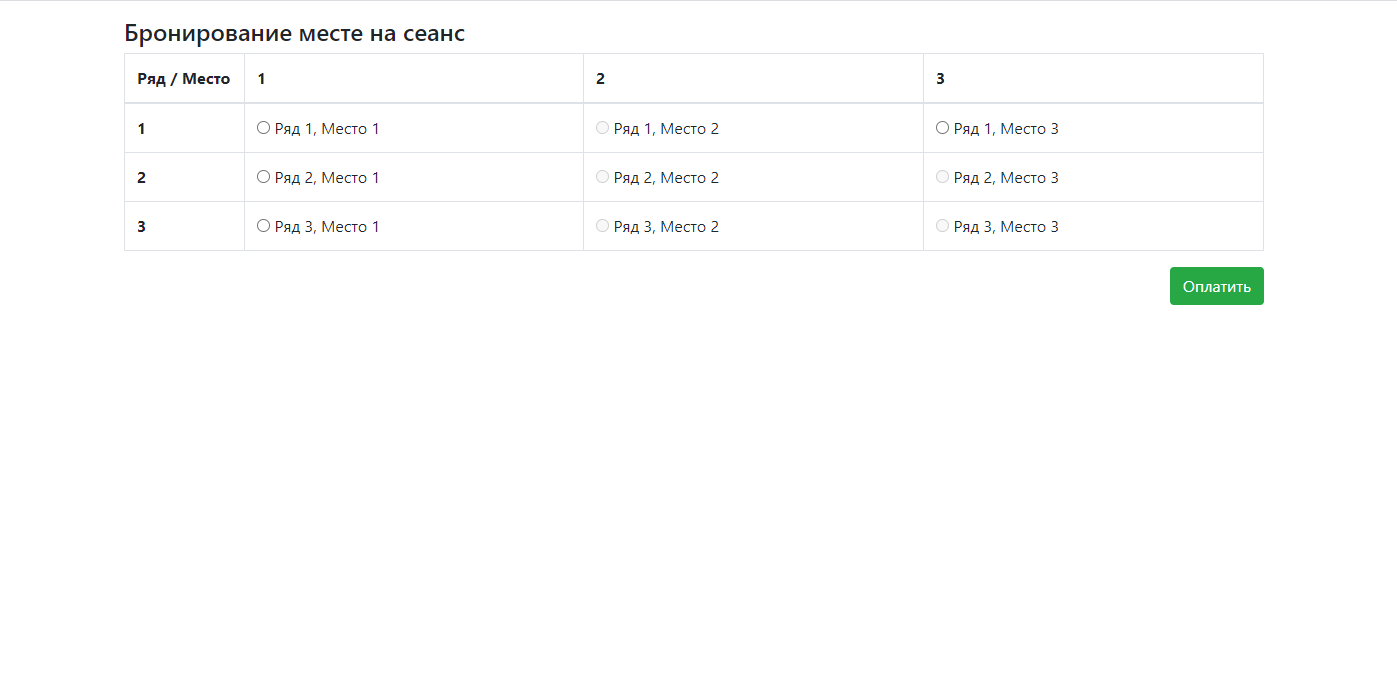 Бронирование месте на сеанс
Ряд / Место 1 2 3
1 Ряд 1, Место 1 Ряд 1, Место 2 Ряд 1, Место 3
2 Ряд 2, Место 1 Ряд 2, Место 2 Ряд 2, Место 3
3 Ряд 3, Место 1 Ряд 3, Место 2 Ряд 3, Место 3
Оплатить